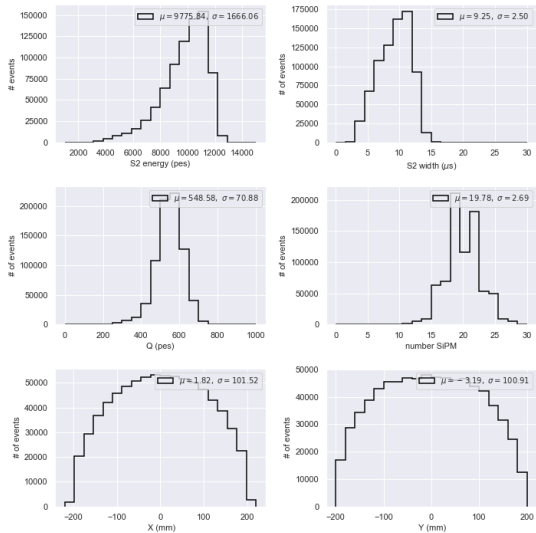 μ = 9775.84, σ = 1666.06
# of events
150000
125000
100000
75000
50000
25000
0
2000 4000 6000 8000 10000 12000 14000
S2 energy (pes)
μ = 9.25, σ = 2.50
# of events
175000
150000
125000
100000
75000
50000
25000
0
0 5 10 15 20 25 30
S2 width (μs)
μ = 548.58, σ = 70.88
# of events
200000
150000
100000
50000
0
0 200 400 600 800 1000
Q (pes)
μ = 19.78, σ = 2.69
# of events
200000
150000
100000
50000
0
0 5 10 15 20 25 30
number SiPM
μ = 1.82, σ = 101.52
# of events
50000
40000
30000
20000
10000
0
−200 −100 0 100 200
X (mm)
μ = −3.19, σ = 100.91
# of events
50000
40000
30000
20000
10000
0
−200 −100 0 100 200
Y (mm)